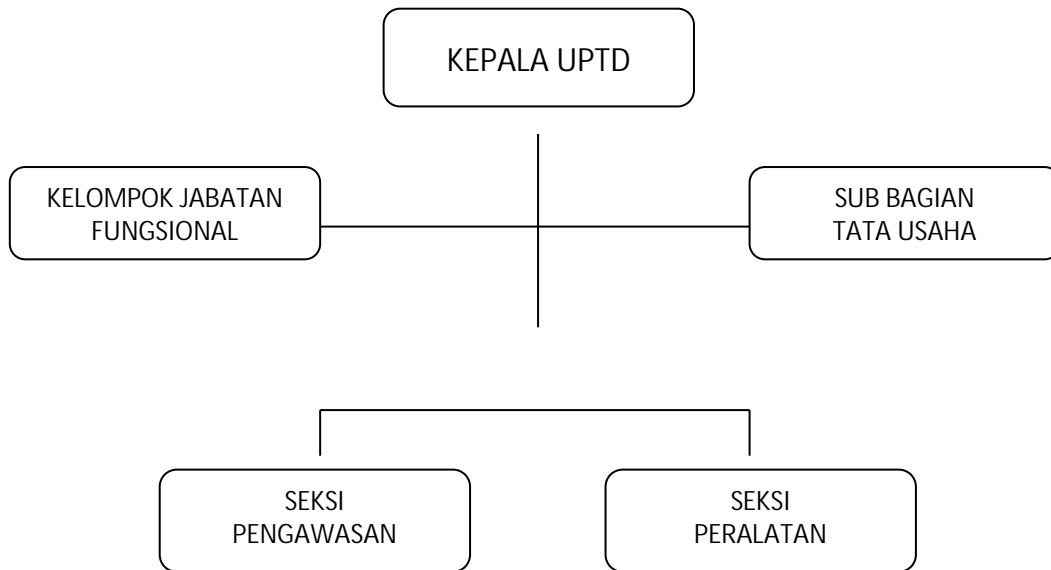 KEPALA UPTD
KELOMPOK JABATAN
FUNGSIONAL
SUB BAGIAN
TATA USAHA
SEKSI
PENGAWASAN
SEKSI
PERALATAN